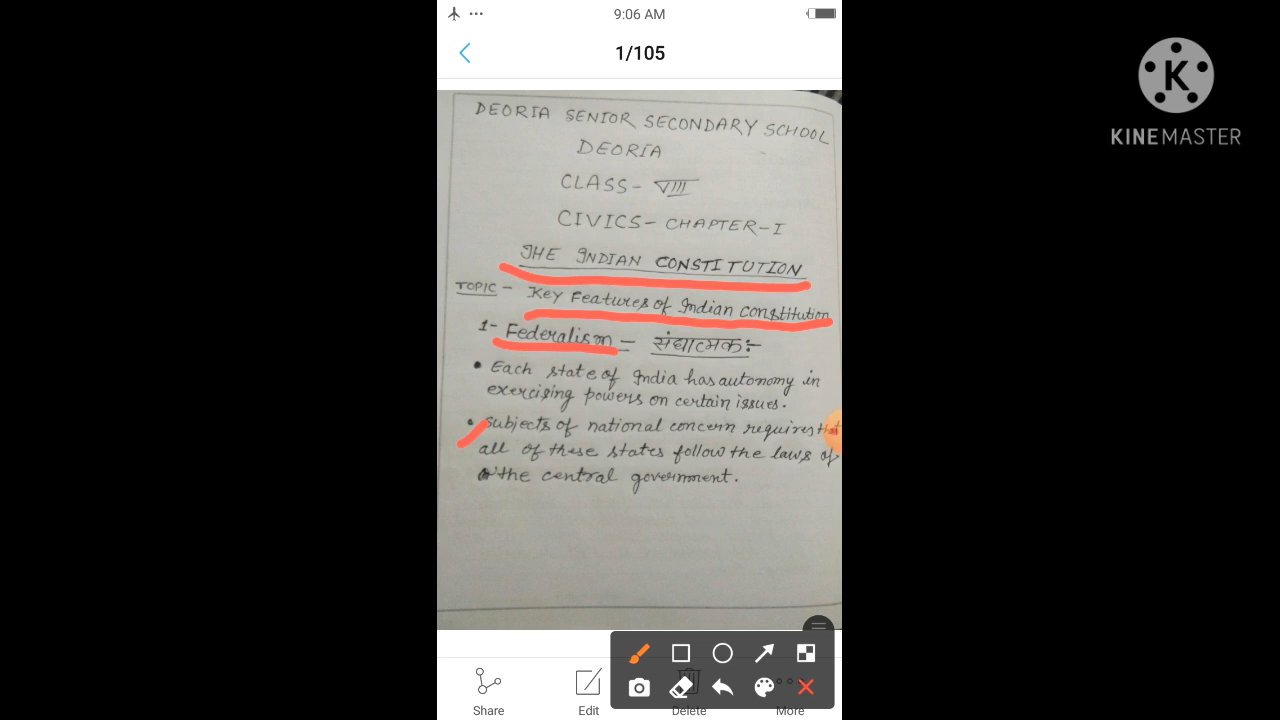 9:06 AM
1/105
K
KINEMASTER
DEORIA SENIOR SECONDARY SCHOOL
DEORIA
CLASS- VIII
CIVICS- CHAPTER-I
THE INDIAN CONSTITUTION
TOPIC- Key Features of Indian constitution
1- Federalism - संघात्मक:-
• Each state of India has autonomy in
exercising powers on certain issues.
• Subjects of national concern requires that
all of these states follow the laws of
the central government.
Share
Edit
Delete
More